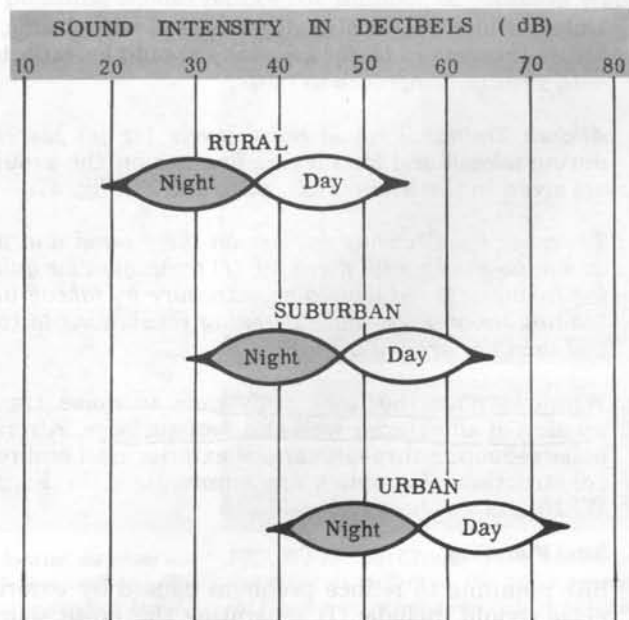 SOUND INTENSITY IN DECIBELS ( dB)
10 20 30 40 50 60 70 80
RURAL
Night Day
SUBURBAN
Night Day
URBAN
Night Day